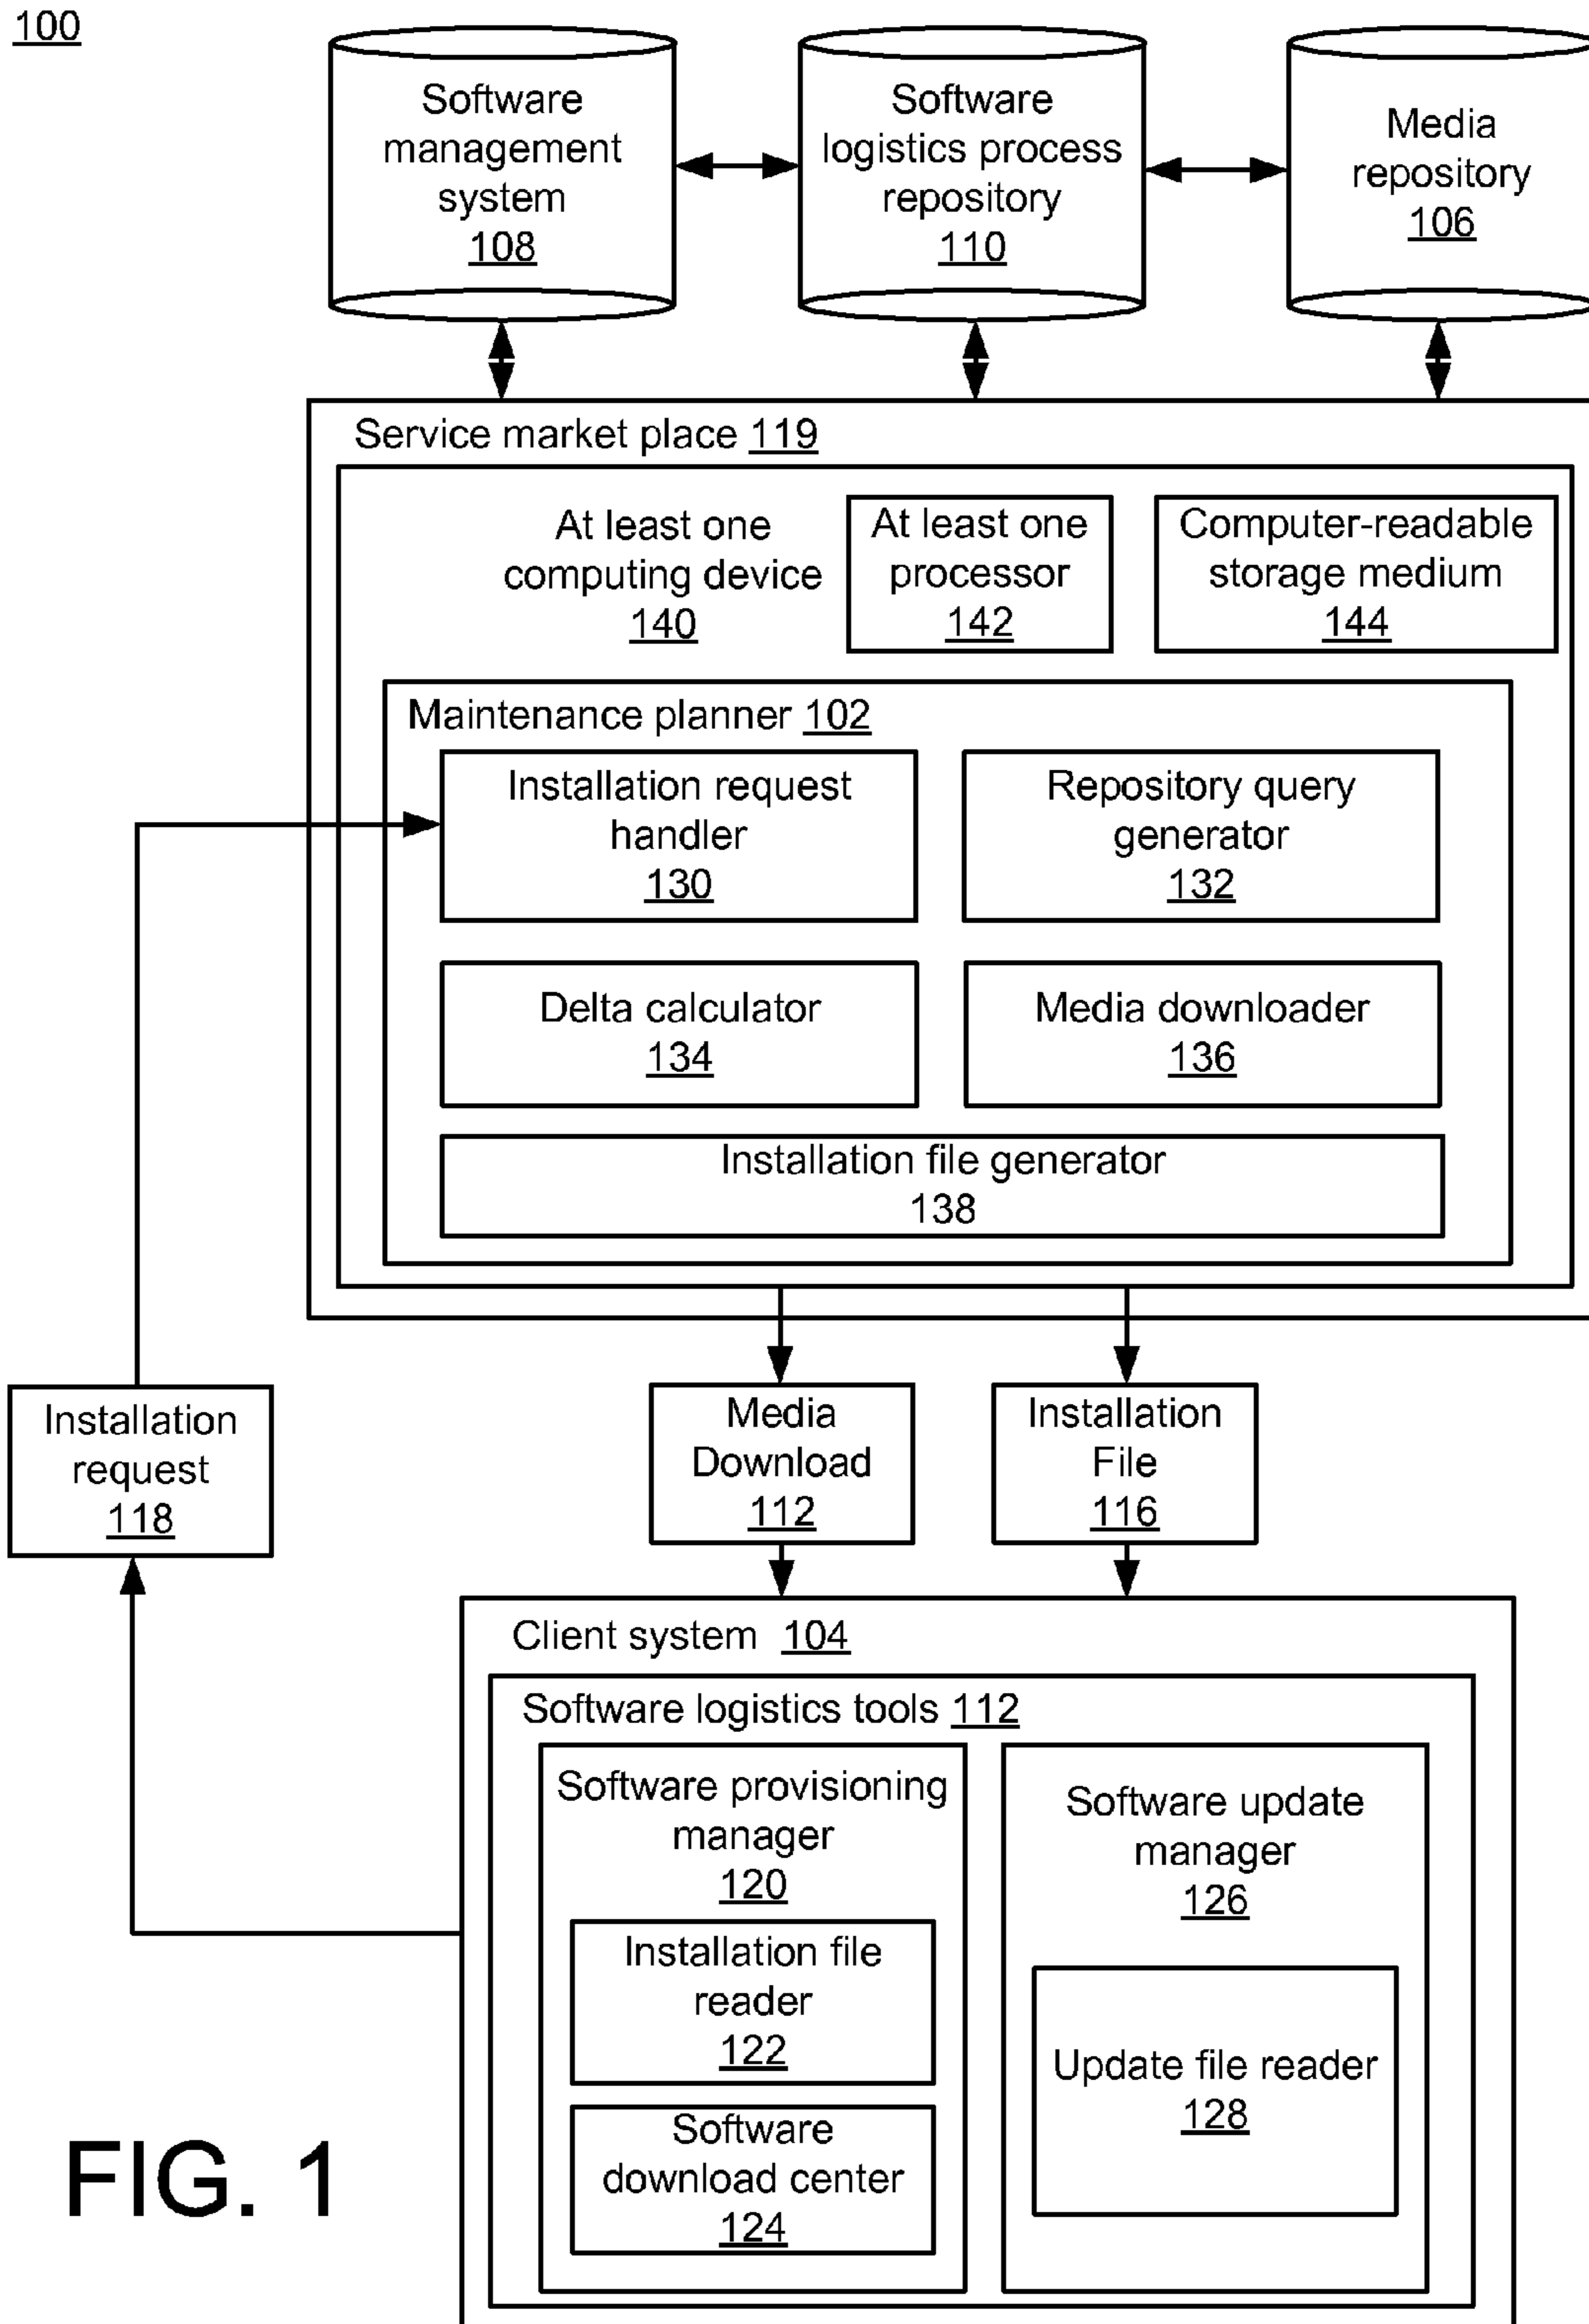 100
Software
management
system
108
Software
logistics process
repository
110
Media
repository
106
Service market place 119
At least one
computing device
140
At least one
processor
142
Computer-readable
storage medium
144
Maintenance planner 102
Installation request
handler
130
Repository query
generator
132
Delta calculator
134
Media downloader
136
Installation file generator
138
Installation
request
118
Media
Download
112
Installation
File
116
Client system 104
Software logistics tools 112
Software provisioning
manager
120
Installation file
reader
122
Software
download center
124
Software update
manager
126
Update file reader
128
FIG. 1